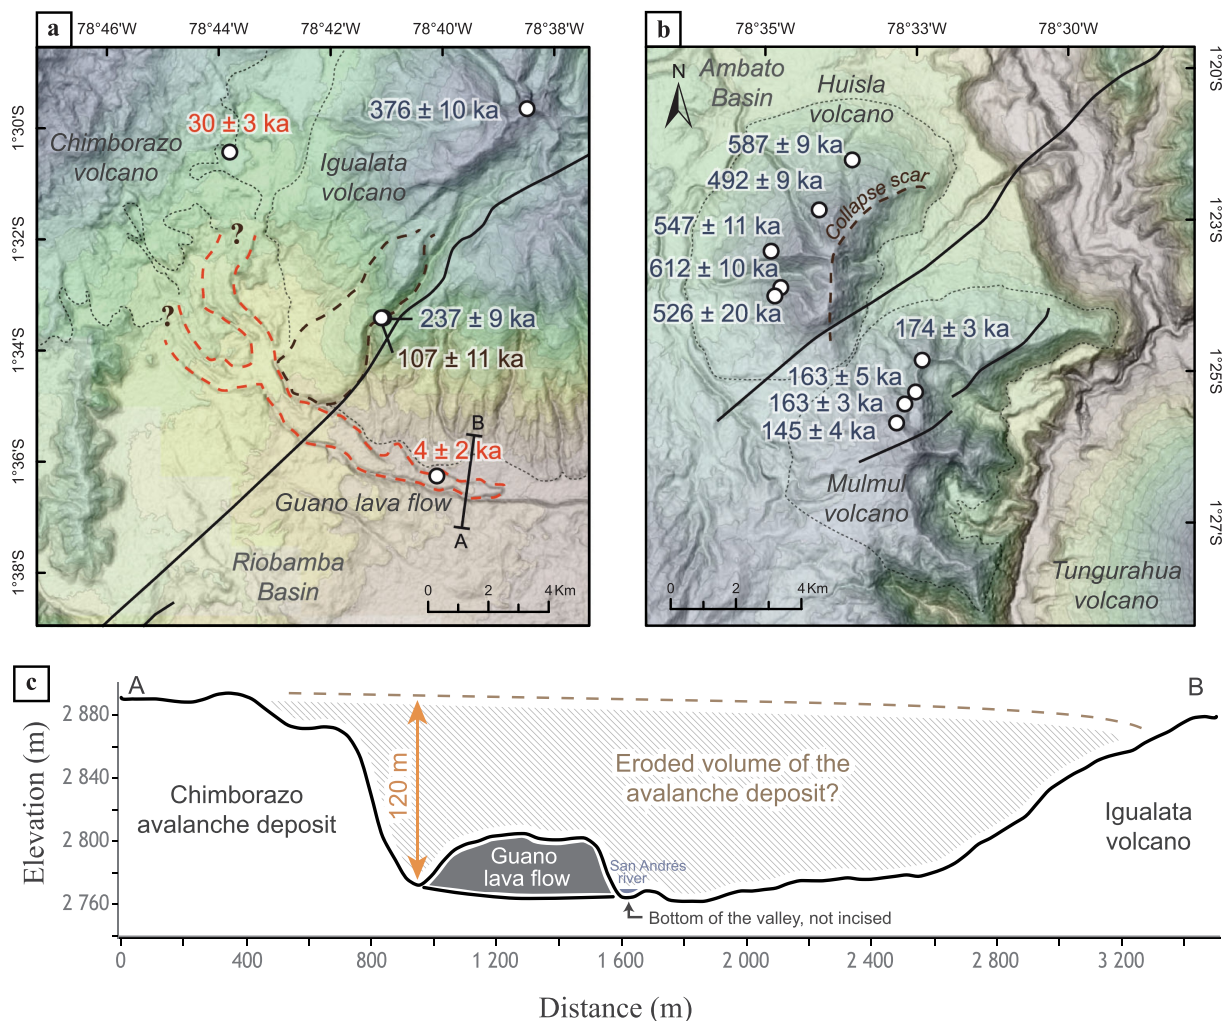 a
78°46'W 78°44'W 78°42'W 78°40'W 78°38'W
1°30'S
1°32'S
1°34'S
1°36'S
1°38'S
376 ± 10 ka
30 ± 3 ka
Chimborazo
volcano
Igualata
volcano
?
?
237 ± 9 ka
107 ± 11 ka
B
4 ± 2 ka
Guano lava flow
A
Riobamba
Basin
0 2 4 Km
b
78°35'W 78°33'W 78°30'W
1°20'S
1°23'S
1°25'S
1°27'S
N
Ambato
Basin
Huisla
volcano
587 ± 9 ka
492 ± 9 ka
Collapse scar
547 ± 11 ka
612 ± 10 ka
526 ± 20 ka
174 ± 3 ka
163 ± 5 ka
163 ± 3 ka
145 ± 4 ka
Mulmul
volcano
Tungurahua
volcano
0 2 4 Km
c
A
B
Elevation (m)
2 880
2 840
2 800
2 760
120 m
Chimborazo
avalanche deposit
Eroded volume of the
avalanche deposit?
Igualata
volcano
Guano
lava flow
San Andrés
river
Bottom of the valley, not incised
0 400 800 1 200 1 600 2 000 2 400 2 800 3 200
Distance (m)